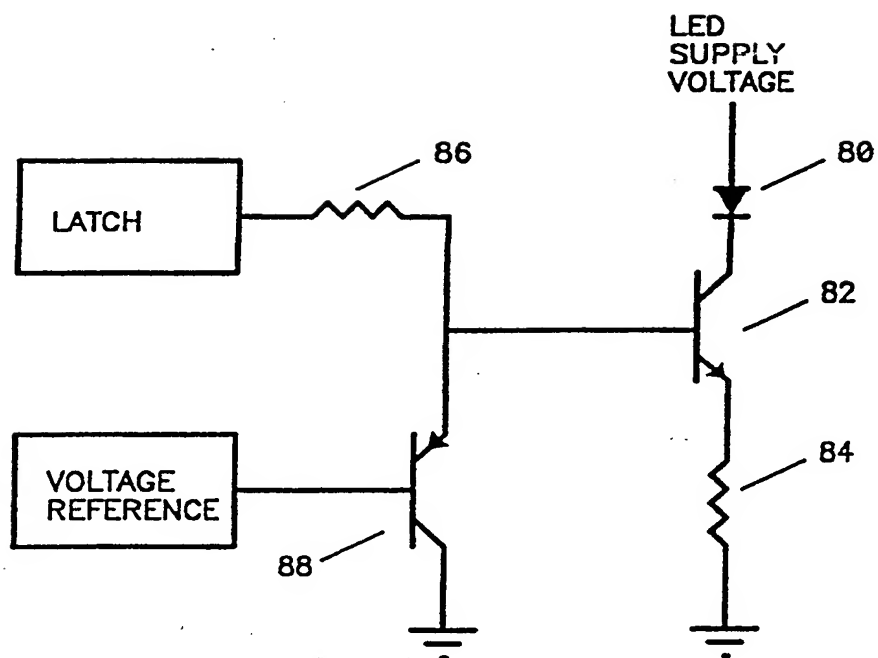 LED
SUPPLY
VOLTAGE
86
80
LATCH
82
84
VOLTAGE
REFERENCE
88